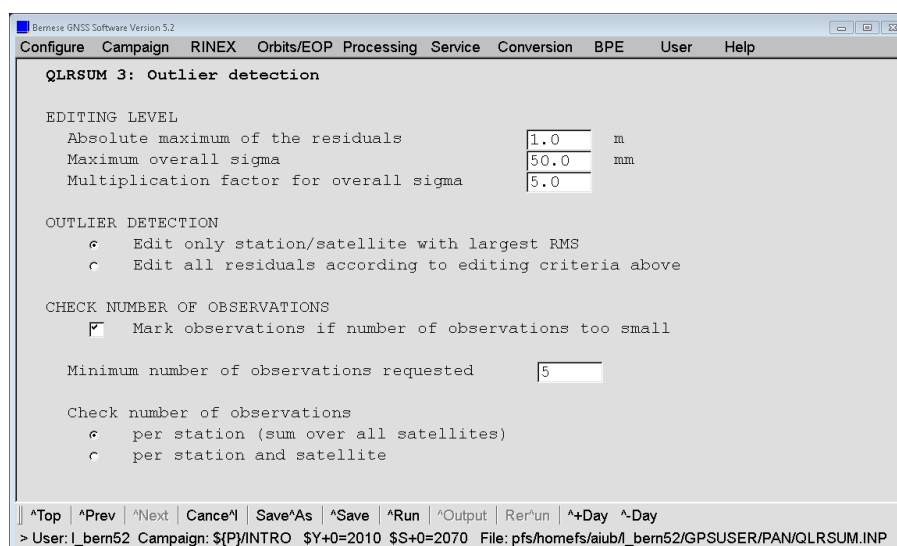 Bernese GNSS Software Version 5.2
Configure Campaign RINEX Orbits/EOP Processing Service Conversion BPE User Help
QLRSUM 3: Outlier detection
EDITING LEVEL
Absolute maximum of the residuals 1.0 m
Maximum overall sigma 50.0 mm
Multiplication factor for overall sigma 5.0
OUTLIER DETECTION
Edit only station/satellite with largest RMS
Edit all residuals according to editing criteria above
CHECK NUMBER OF OBSERVATIONS
Mark observations if number of observations too small
Minimum number of observations requested 5
Check number of observations
per station (sum over all satellites)
per station and satellite
^Top ^Prev ^Next Cance^l Save^As ^Save ^Run ^Output Rer^un ^+Day ^-Day
> User: l_bern52 Campaign: ${P}/INTRO $Y+0=2010 $S+0=2070 File: pfs/homefs/aiub/l_bern52/GPSUSER/PAN/QLRSUM.INP